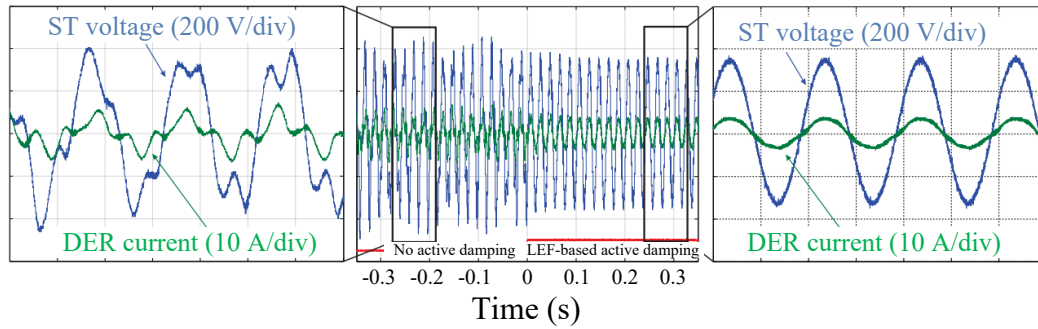 ST voltage (200 V/div)
DER current (10 A/div)
No active damping
LEF-based active damping
-0.3 -0.2 -0.1 0 0.1 0.2 0.3
Time (s)
ST voltage (200 V/div)
DER current (10 A/div)